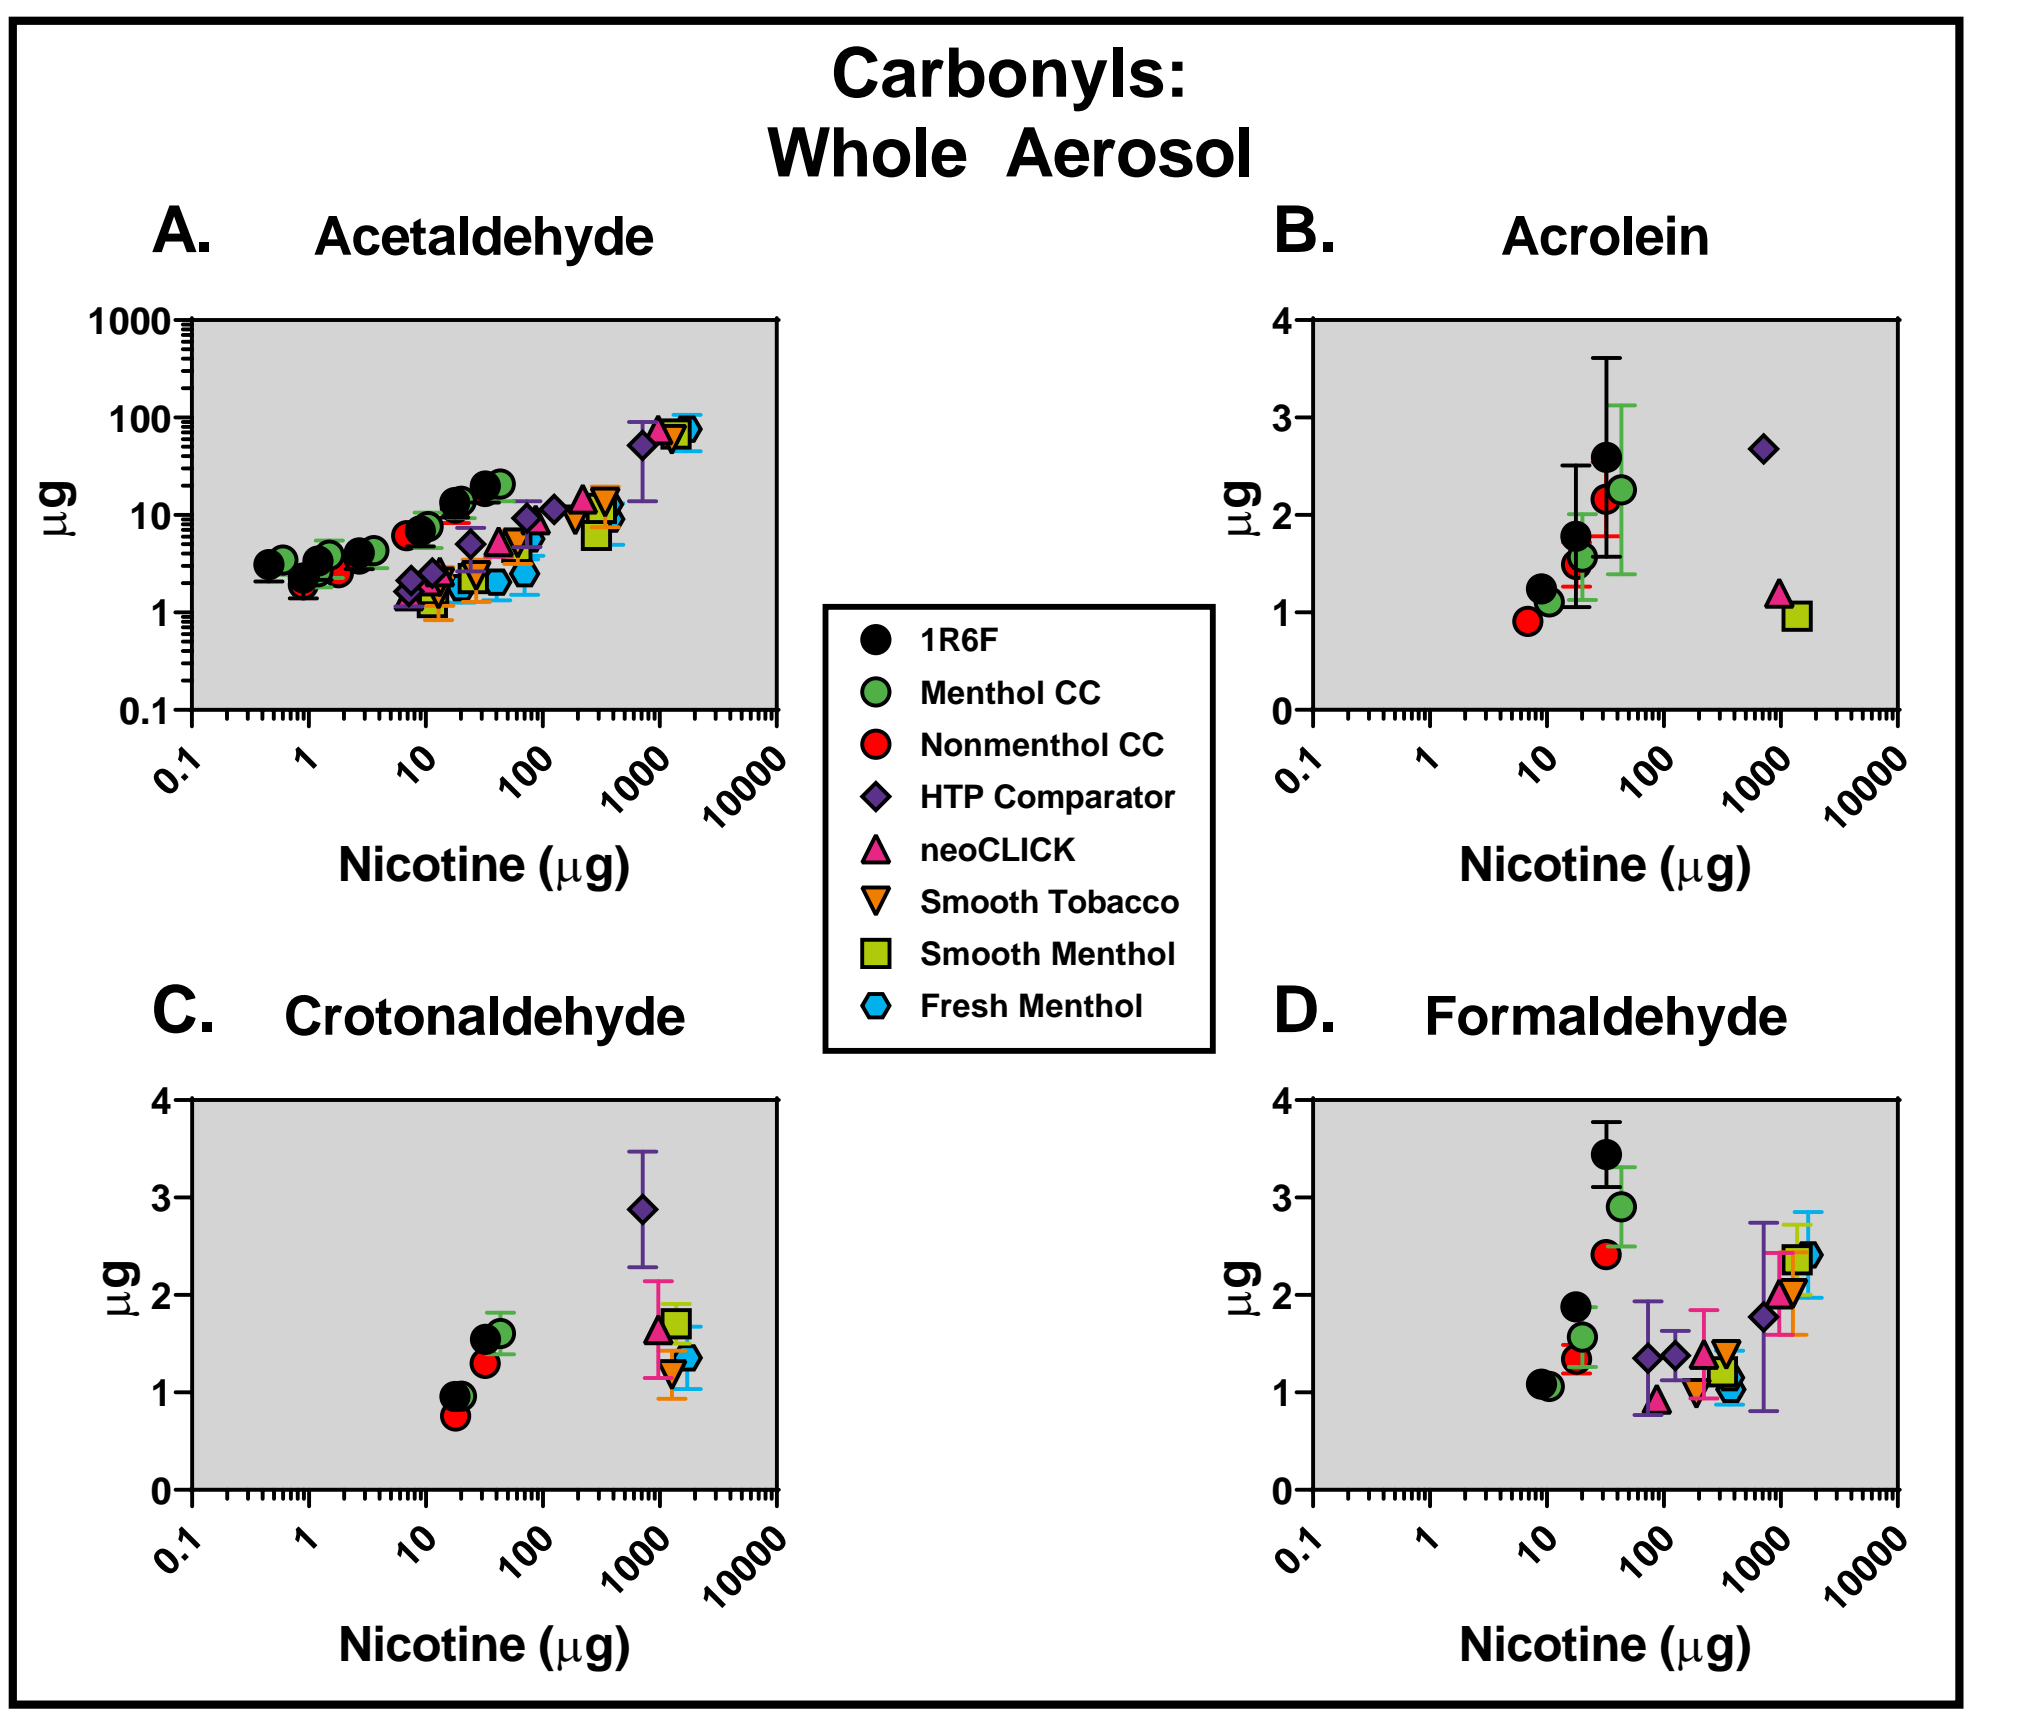 Carbonyls:
Whole Aerosol
A. Acetaldehyde
1000
100
10
1
0.1
μg
0.1 1 10 100 1000 10000
Nicotine (μg)
B. Acrolein
4
3
2
1
0
μg
0.1 1 10 100 1000 10000
Nicotine (μg)
1R6F
Menthol CC
Nonmenthol CC
HTP Comparator
neoCLICK
Smooth Tobacco
Smooth Menthol
Fresh Menthol
C. Crotonaldehyde
4
3
2
1
0
μg
0.1 1 10 100 1000 10000
Nicotine (μg)
D. Formaldehyde
4
3
2
1
0
μg
0.1 1 10 100 1000 10000
Nicotine (μg)